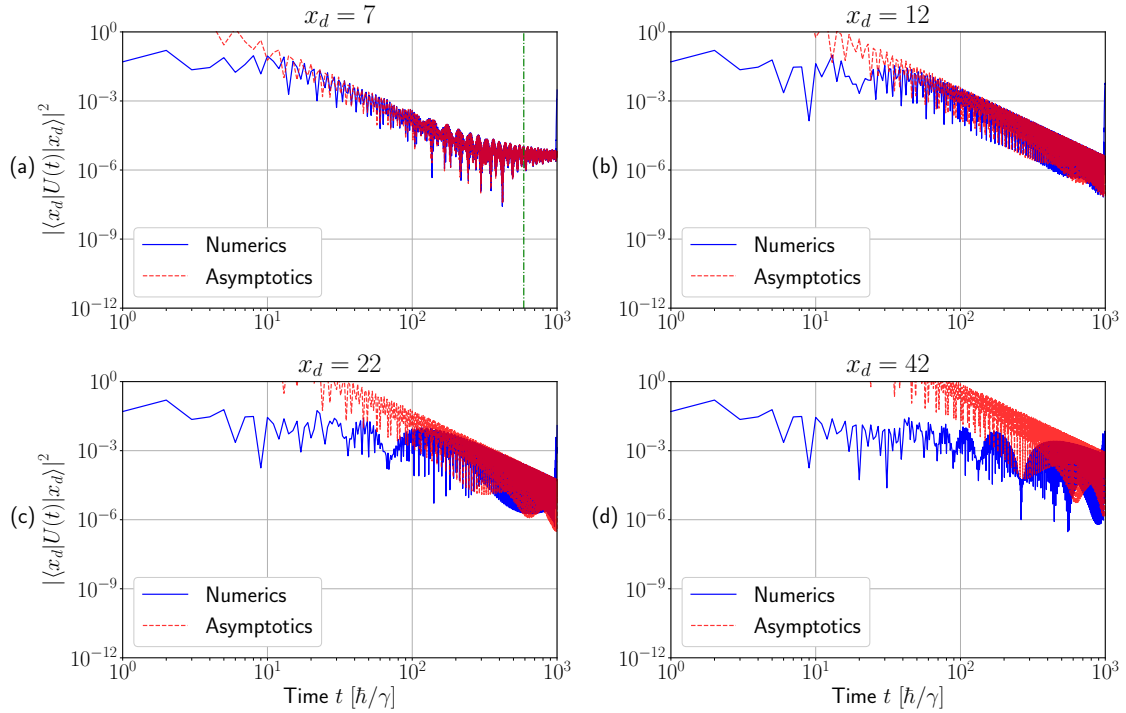 x_d = 7
x_d = 12
10^0
10^{-3}
10^{-6}
10^{-9}
10^{-12}
(a)
|⟨x_d|U(t)|x_d⟩|^2
Numerics
Asymptotics
10^0
10^1
10^2
10^3
10^0
10^{-3}
10^{-6}
10^{-9}
10^{-12}
(b)
Numerics
Asymptotics
10^0
10^1
10^2
10^3
x_d = 22
x_d = 42
10^0
10^{-3}
10^{-6}
10^{-9}
10^{-12}
(c)
|⟨x_d|U(t)|x_d⟩|^2
Numerics
Asymptotics
10^0
10^1
10^2
10^3
Time t [ħ/γ]
10^0
10^{-3}
10^{-6}
10^{-9}
10^{-12}
(d)
Numerics
Asymptotics
10^0
10^1
10^2
10^3
Time t [ħ/γ]